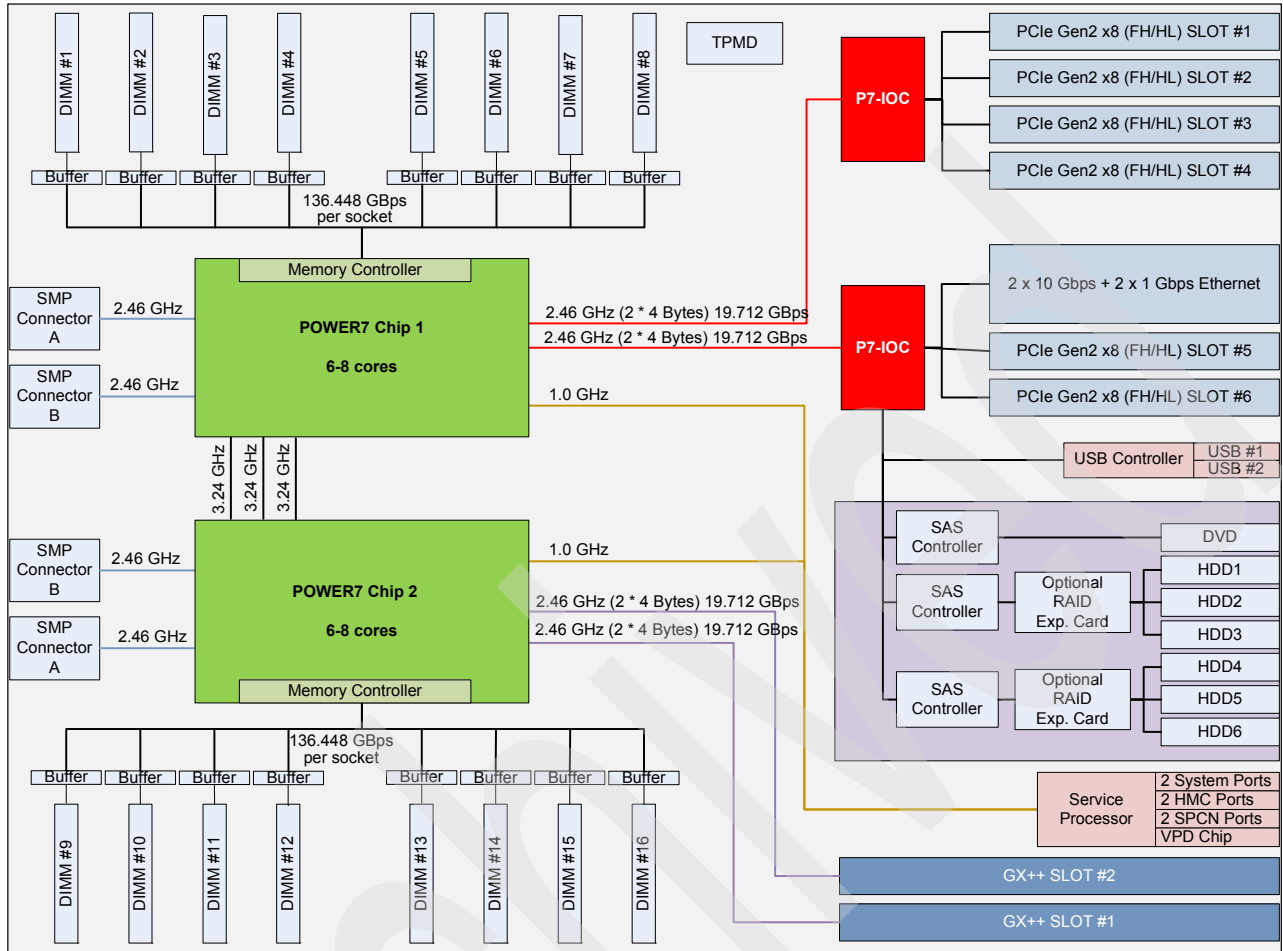 DIMM #1
DIMM #2
DIMM #3
DIMM #4
DIMM #5
DIMM #6
DIMM #7
DIMM #8
TPMD
Buffer
Buffer
Buffer
Buffer
Buffer
Buffer
Buffer
Buffer
136.448 GBps
per socket
P7-IOC
PCIe Gen2 x8 (FH/HL) SLOT #1
PCIe Gen2 x8 (FH/HL) SLOT #2
PCIe Gen2 x8 (FH/HL) SLOT #3
PCIe Gen2 x8 (FH/HL) SLOT #4
Memory Controller
POWER7 Chip 1
6-8 cores
SMP
Connector
A
2.46 GHz
SMP
Connector
B
2.46 GHz
2.46 GHz (2 * 4 Bytes) 19.712 GBps
2.46 GHz (2 * 4 Bytes) 19.712 GBps
1.0 GHz
P7-IOC
2 x 10 Gbps + 2 x 1 Gbps Ethernet
PCIe Gen2 x8 (FH/HL) SLOT #5
PCIe Gen2 x8 (FH/HL) SLOT #6
USB Controller
USB #1
USB #2
3.24 GHz
3.24 GHz
3.24 GHz
SMP
Connector
B
2.46 GHz
SMP
Connector
A
2.46 GHz
POWER7 Chip 2
6-8 cores
Memory Controller
1.0 GHz
2.46 GHz (2 * 4 Bytes) 19.712 GBps
2.46 GHz (2 * 4 Bytes) 19.712 GBps
SAS
Controller
DVD
SAS
Controller
Optional
RAID
Exp. Card
HDD1
HDD2
HDD3
SAS
Controller
Optional
RAID
Exp. Card
HDD4
HDD5
HDD6
136.448 GBps
per socket
Buffer
Buffer
Buffer
Buffer
Buffer
Buffer
Buffer
Buffer
DIMM #9
DIMM #10
DIMM #11
DIMM #12
DIMM #13
DIMM #14
DIMM #15
DIMM #16
Service
Processor
2 System Ports
2 HMC Ports
2 SPCN Ports
VPD Chip
GX++ SLOT #2
GX++ SLOT #1